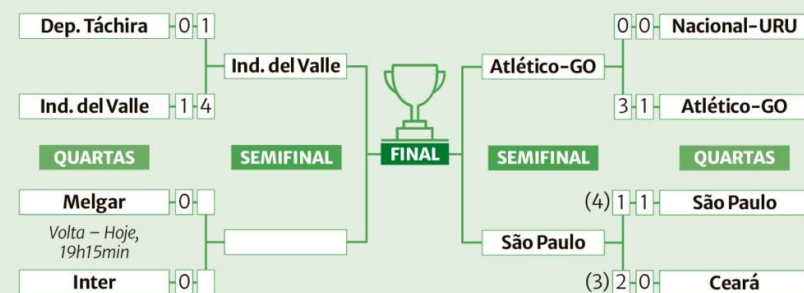 Dep. Táchira 0 1
Ind. del Valle
Ind. del Valle 1 4
QUARTAS
SEMIFINAL
Melgar 0
Volta – Hoje,
19h15min
Inter 0
FINAL
0 0 Nacional-URU
Atlético-GO
3 1 Atlético-GO
SEMIFINAL
QUARTAS
(4) 1 1 São Paulo
São Paulo
(3) 2 0 Ceará